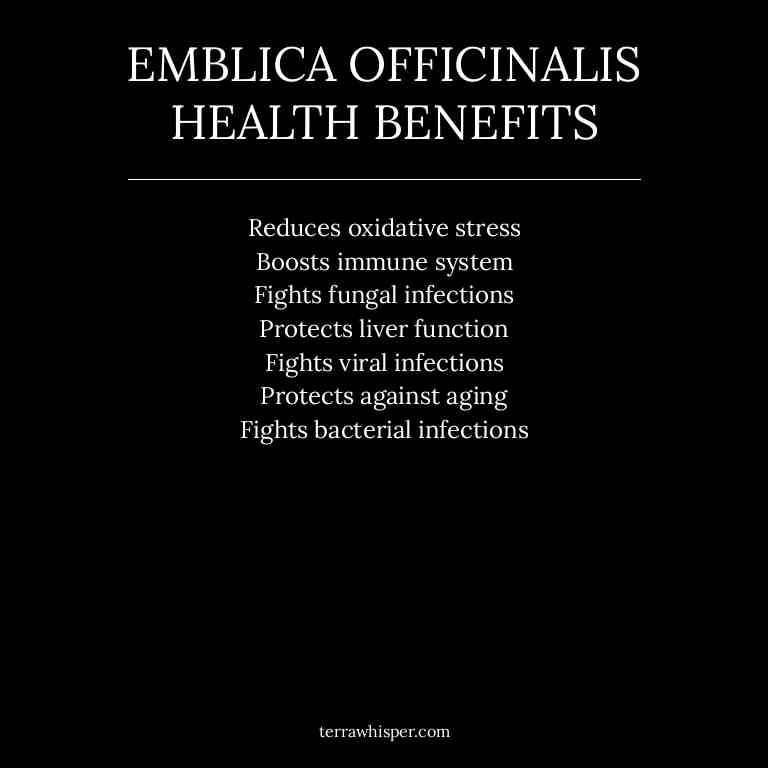 EMBLICA OFFICINALIS
HEALTH BENEFITS
Reduces oxidative stress
Boosts immune system
Fights fungal infections
Protects liver function
Fights viral infections
Protects against aging
Fights bacterial infections
terrawhisper.com